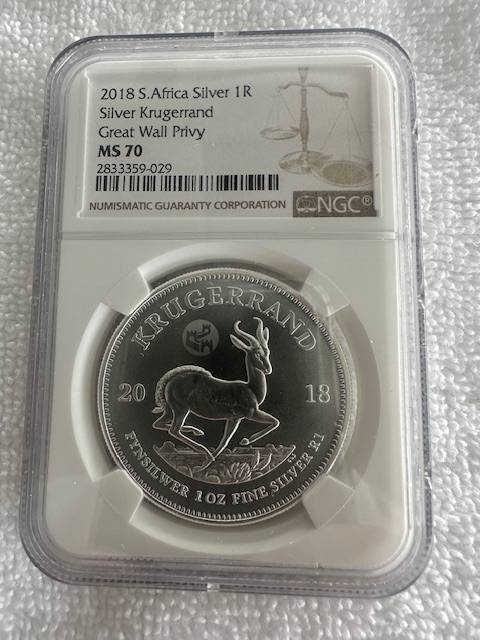 2018 S.Africa Silver 1R
Silver Krugerrand
Great Wall Privy
MS 70
2833359-029
NUMISMATIC GUARANTY CORPORATION
NGC®
KRUGERRAND
20 18
FYNSILWER 1 OZ FINE SILVER R1